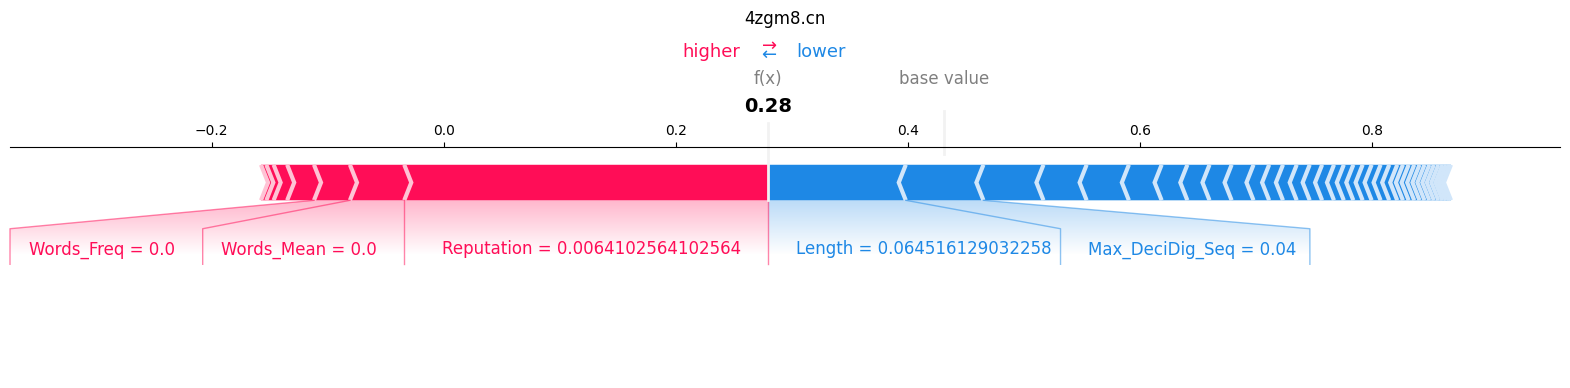 4zgm8.cn
higher ⇄ lower
f(x) base value
0.28
−0.2 0.0 0.2 0.4 0.6 0.8
Words_Freq = 0.0 Words_Mean = 0.0 Reputation = 0.0064102564102564 Length = 0.064516129032258 Max_DeciDig_Seq = 0.04